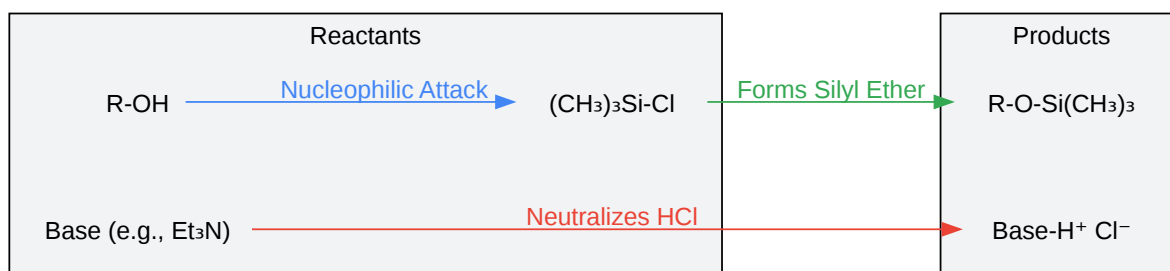 Reactants
Products
R-OH
Nucleophilic Attack
(CH₃)₃Si-Cl
Forms Silyl Ether
R-O-Si(CH₃)₃
Base (e.g., Et₃N)
Neutralizes HCl
Base-H⁺ Cl⁻